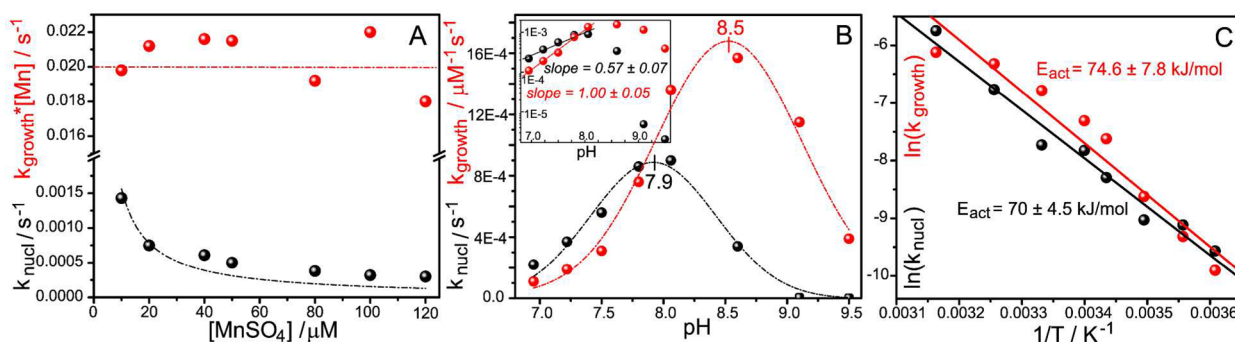 A
k_growth*[Mn] / s⁻¹
k_nucl / s⁻¹
0.022
0.020
0.018
0.016
0.0015
0.0010
0.0005
0.0000
0 20 40 60 80 100 120
[MnSO₄] /μM
B
k_growth / μM⁻¹ s⁻¹
k_nucl / s⁻¹
16E-4
12E-4
8E-4
4E-4
0.0
8.5
7.9
1E-3
1E-4
1E-5
slope = 0.57 ± 0.07
slope = 1.00 ± 0.05
7.0 8.0 9.0
pH
7.0 7.5 8.0 8.5 9.0 9.5
pH
C
ln(k_growth)
ln(k_nucl)
-6
-7
-8
-9
-10
E_act = 74.6 ± 7.8 kJ/mol
E_act = 70 ± 4.5 kJ/mol
0.0031 0.0032 0.0033 0.0034 0.0035 0.0036
1/T / K⁻¹